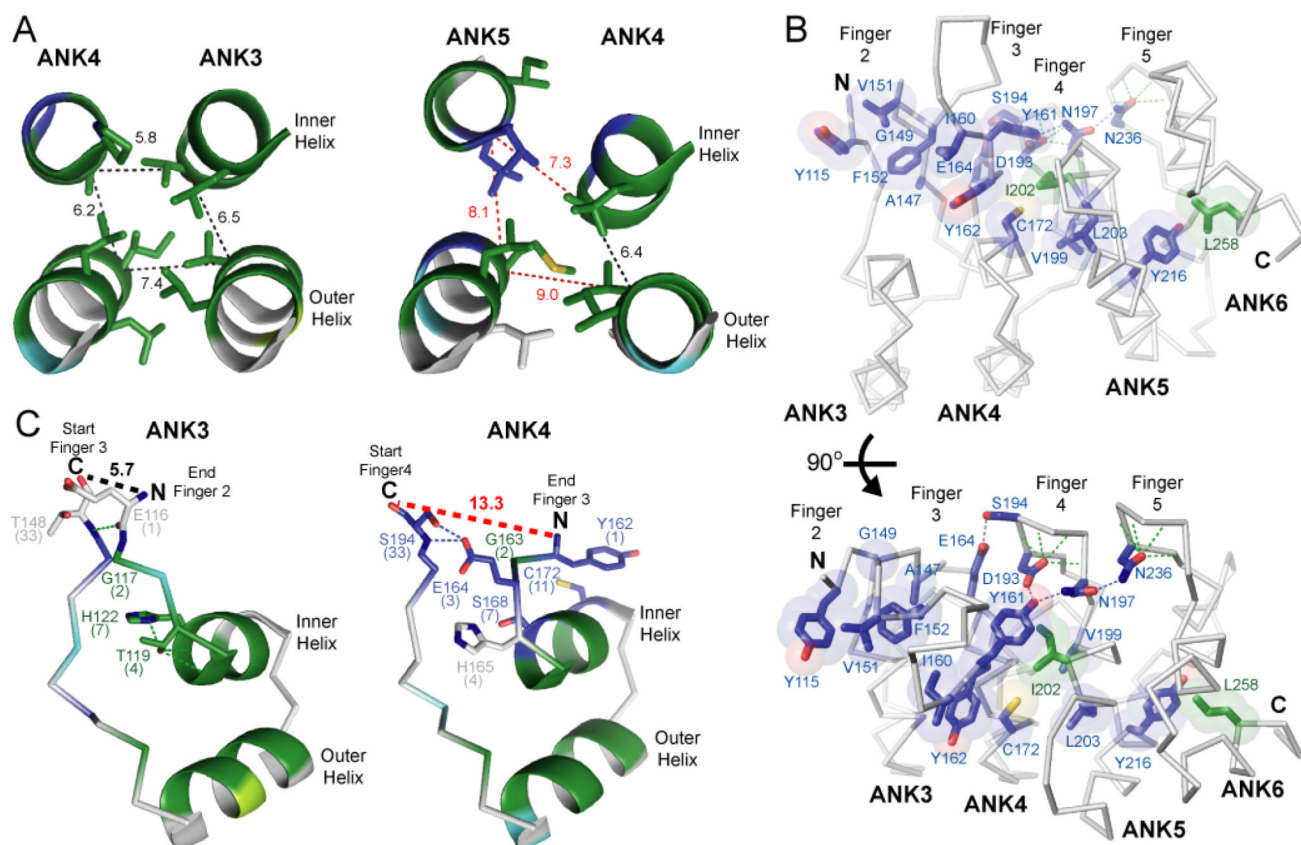 A
ANK4
ANK3
5.8
6.2
6.5
7.4
Inner
Helix
Outer
Helix
ANK5
ANK4
7.3
8.1
6.4
9.0
Inner
Helix
Outer
Helix
B
Finger
2
Finger
3
Finger
4
Finger
5
N
V151
S194
Y161
N197
G149
I160
N236
Y115
F152
E164
D193
I202
A147
Y162
C172
L203
V199
L258
Y216
C
ANK6
ANK5
ANK3
ANK4
90°
C
ANK3
Start
Finger 3
C
5.7
N
End
Finger 2
T148
(33)
E116
(1)
G117
(2)
H122
(7)
T119
(4)
Inner
Helix
Outer
Helix
ANK4
Start
Finger4
C
13.3
End
Finger 3
N
Y162
(1)
S194
(33)
G163
(2)
E164
(3)
C172
(11)
S168
(7)
H165
(4)
Inner
Helix
Outer
Helix
Finger
2
Finger
3
S194
Finger
4
Finger
5
N
G149
E164
A147
D193
N236
Y161
N197
F152
V199
V151
I160
I202
L258
C
Y115
Y162
C172
L203
Y216
ANK3
ANK4
ANK6
ANK5